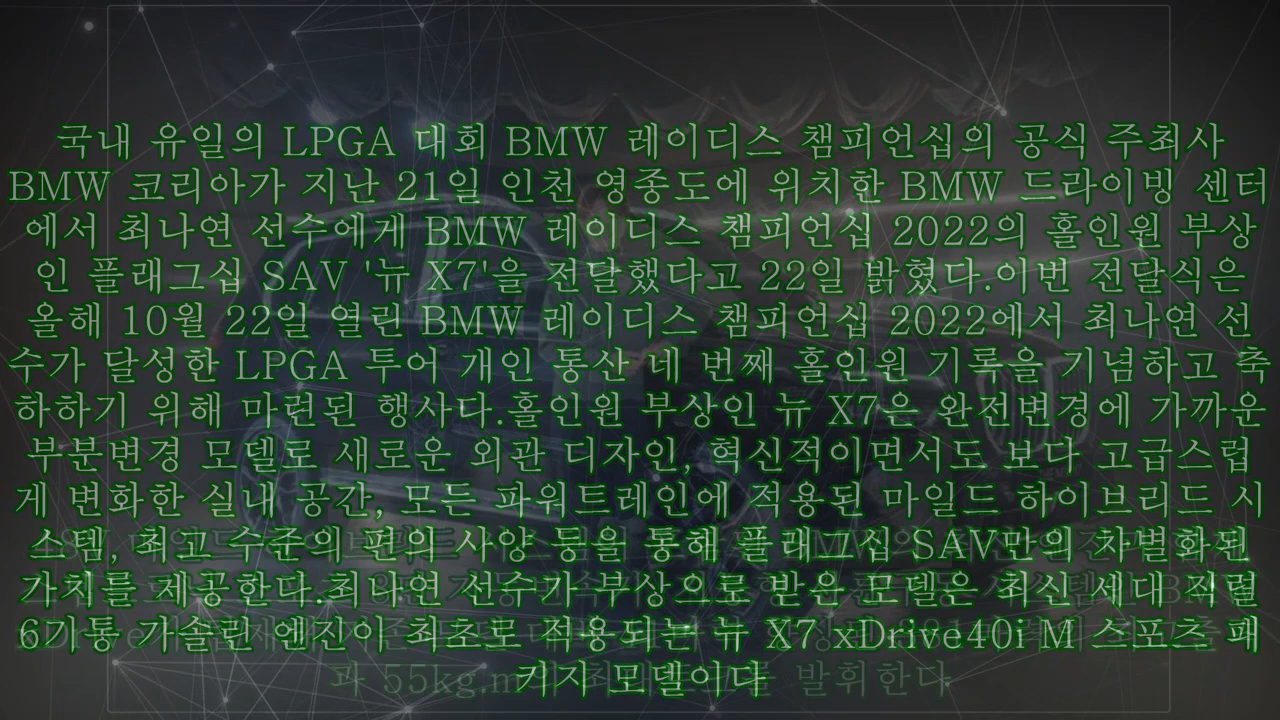 국내 유일의 LPGA 대회 BMW 레이디스 챔피언십의 공식 주최사
BMW 코리아가 지난 21일 인천 영종도에 위치한 BMW 드라이빙 센터
에서 최나연 선수에게 BMW 레이디스 챔피언십 2022의 홀인원 부상
인 플래그십 SAV '뉴 X7'을 전달했다고 22일 밝혔다.이번 전달식은
올해 10월 22일 열린 BMW 레이디스 챔피언십 2022에서 최나연 선
수가 달성한 LPGA 투어 개인 통산 네 번째 홀인원 기록을 기념하고 축
하하기 위해 마련된 행사다.홀인원 부상인 뉴 X7은 완전변경에 가까운
부분변경 모델로 새로운 외관 디자인, 혁신적이면서도 보다 고급스럽
게 변화한 실내 공간, 모든 파워트레인에 적용된 마일드 하이브리드 시
스템, 최고 수준의 편의 사양 등을 통해 플래그십 SAV만의 차별화된
가치를 제공한다.최나연 선수가 부상으로 받은 모델은 최신 세대 직렬
6기통 가솔린 엔진이 최초로 적용되는 뉴 X7 xDrive40i M 스포츠 패
키지 모델이다
과 55kg.m 발휘한다